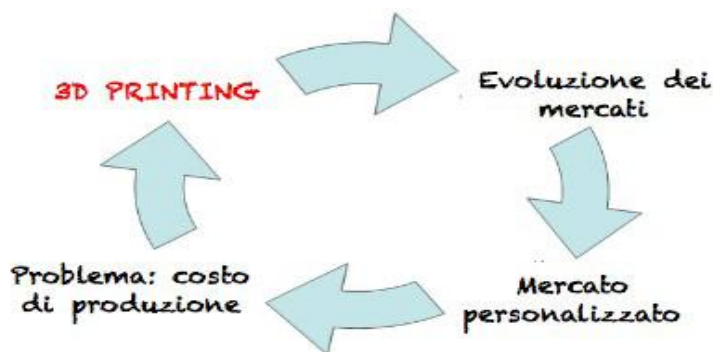 3D PRINTING
Evoluzione dei
mercati
Mercato
personalizzato
Problema: costo
di produzione